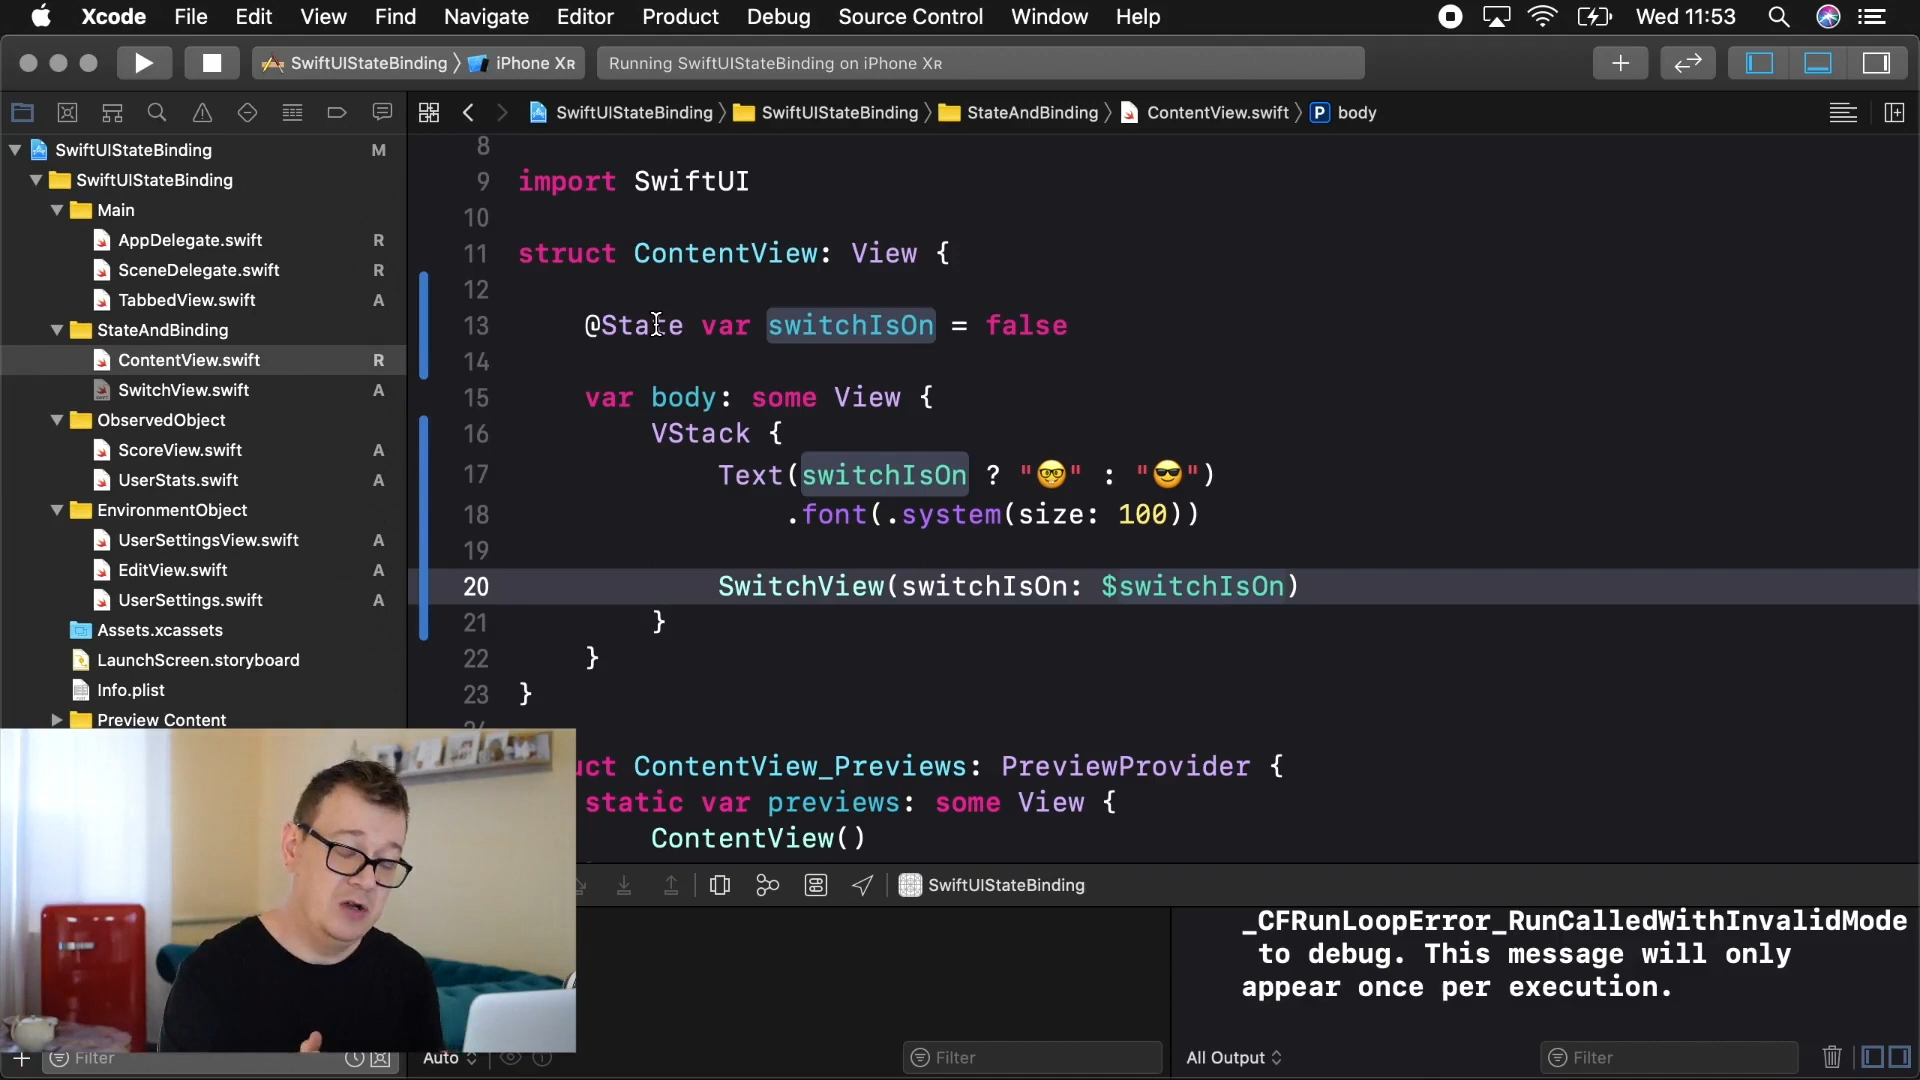 Xcode File Edit View Find Navigate Editor Product Debug Source Control Window Help Wed 11:53
SwiftUIStateBinding iPhone XR Running SwiftUIStateBinding on iPhone XR
SwiftUIStateBinding SwiftUIStateBinding StateAndBinding ContentView.swift P body
SwiftUIStateBinding M
SwiftUIStateBinding
Main
AppDelegate.swift R
SceneDelegate.swift R
TabbedView.swift A
StateAndBinding
ContentView.swift R
SwitchView.swift A
ObservedObject
ScoreView.swift A
UserStats.swift A
EnvironmentObject
UserSettingsView.swift A
EditView.swift A
UserSettings.swift A
Assets.xcassets
LaunchScreen.storyboard
Info.plist
Preview Content
Filter
8
9 import SwiftUI
10
11 struct ContentView: View {
12
13 @State var switchIsOn = false
14
15 var body: some View {
16 VStack {
17 Text(switchIsOn ? "🤓" : "😎")
18 .font(.system(size: 100))
19
20 SwitchView(switchIsOn: $switchIsOn)
21 }
22 }
23 }
uct ContentView_Previews: PreviewProvider {
static var previews: some View {
ContentView()
SwiftUIStateBinding
_CFRunLoopError_RunCalledWithInvalidMode
to debug. This message will only
appear once per execution.
Auto Filter All Output Filter